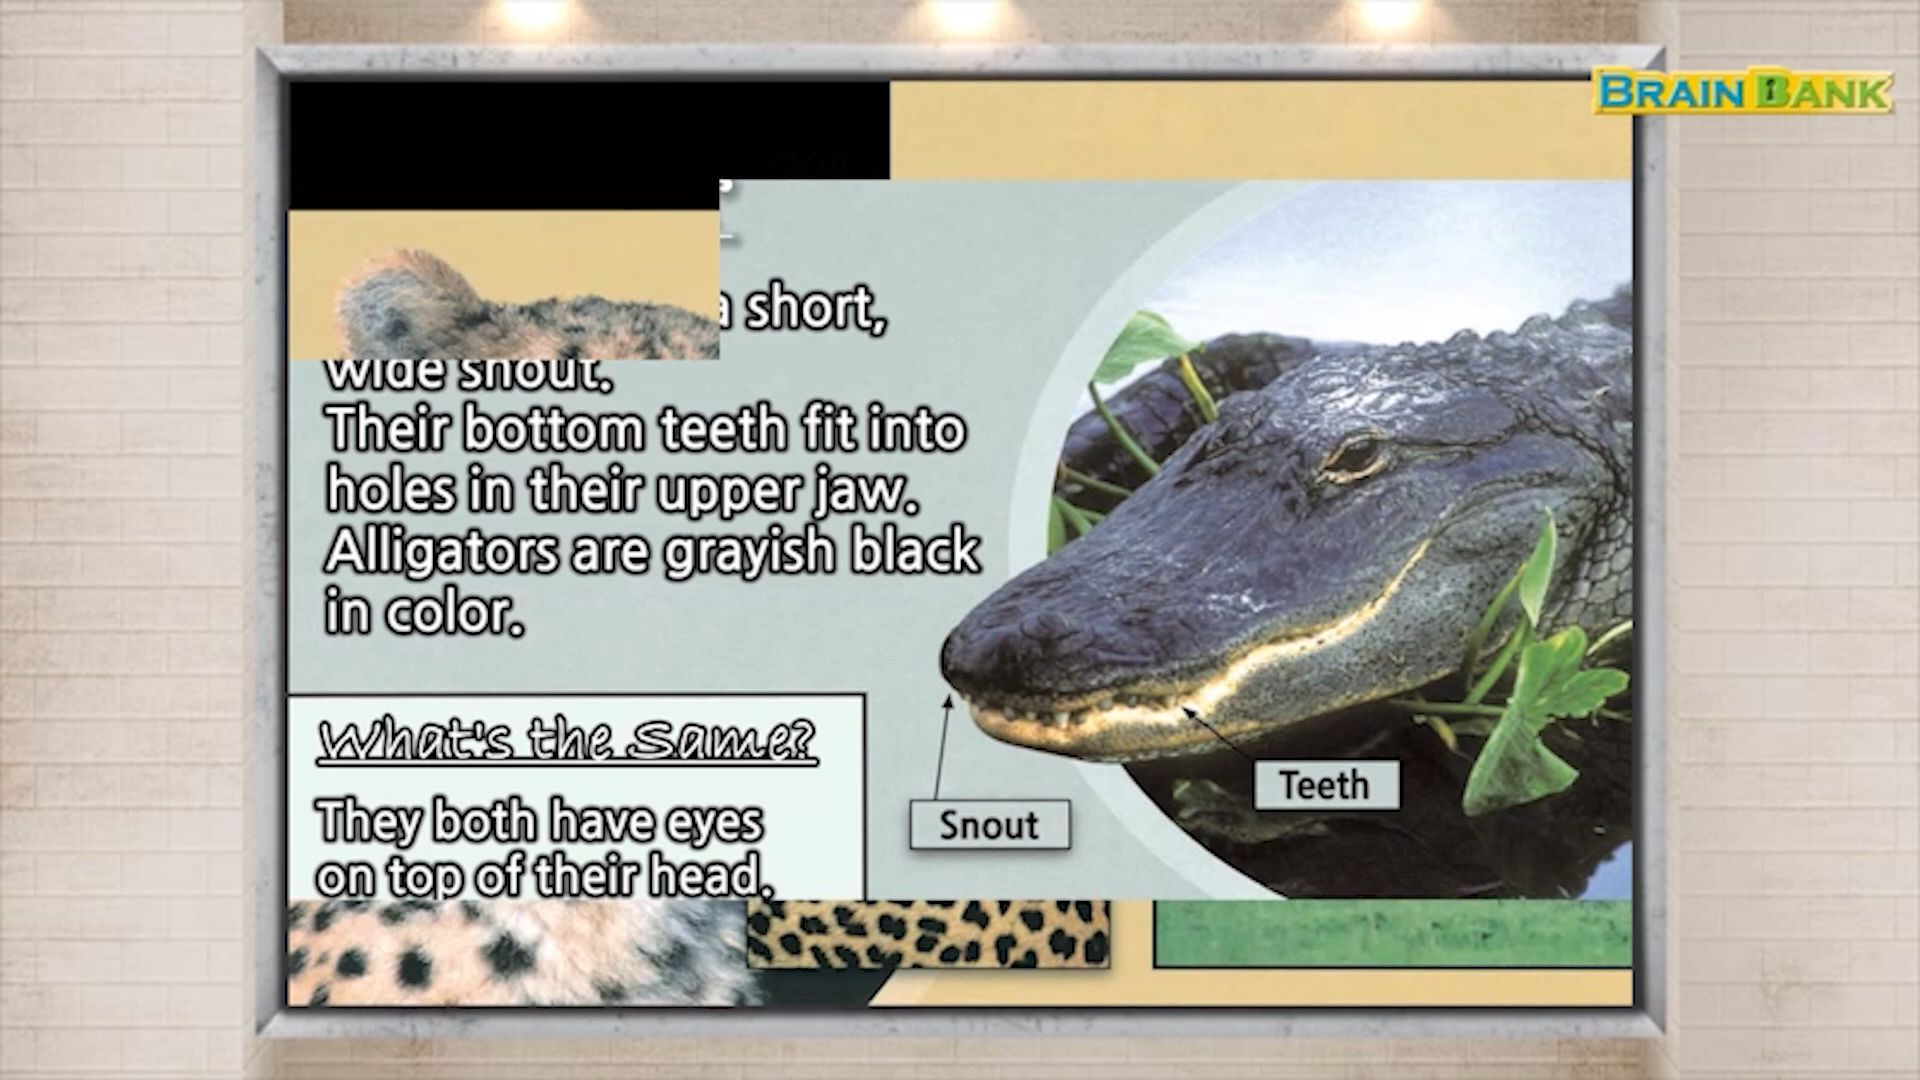 BRAIN BANK
short,
wide snout.
Their bottom teeth fit into
holes in their upper jaw.
Alligators are grayish black
in color.
What's the Same?
They both have eyes
on top of their head.
Snout
Teeth